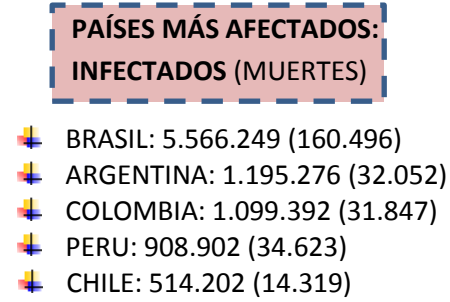 PAÍSES MÁS AFECTADOS:
INFECTADOS (MUERTES)
BRASIL: 5.566.249 (160.496)
ARGENTINA: 1.195.276 (32.052)
COLOMBIA: 1.099.392 (31.847)
PERU: 908.902 (34.623)
CHILE: 514.202 (14.319)